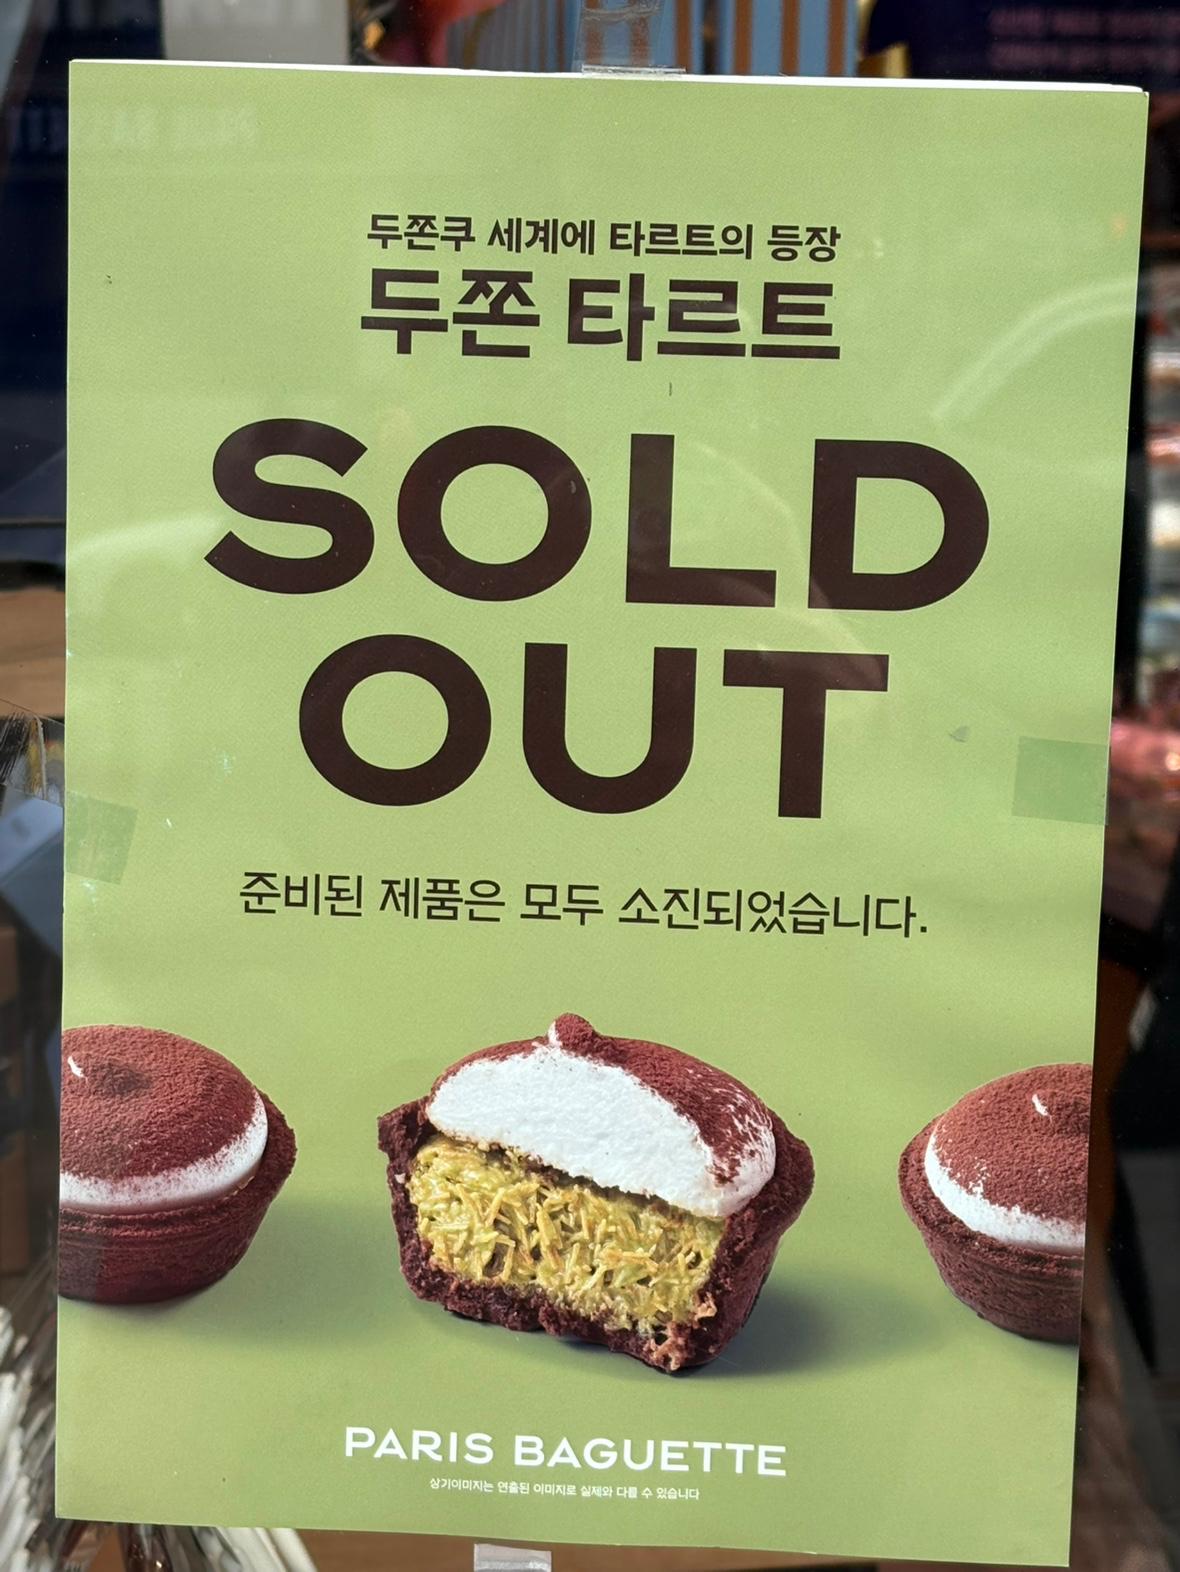 두쫀쿠 세계에 타르트의 등장
두쫀 타르트
SOLD
OUT
준비된 제품은 모두 소진되었습니다.
PARIS BAGUETTE
상기이미지는 연출된 이미지로 실제와 다를 수 있습니다